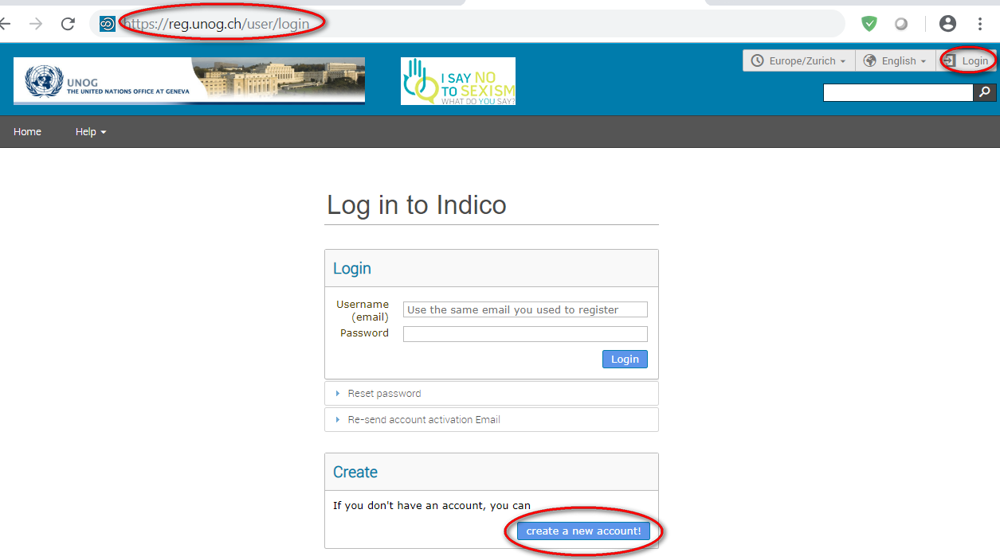 https://reg.unog.ch/user/login
Europe/Zurich
English
Login
UNOG
THE UNITED NATIONS OFFICE AT GENEVA
I SAY NO
TO SEXISM
WHAT DO YOU SAY?
Home
Help
Log in to Indico
Login
Username
(email)
Use the same email you used to register
Password
Login
Reset password
Re-send account activation Email
Create
If you don't have an account, you can
create a new account!